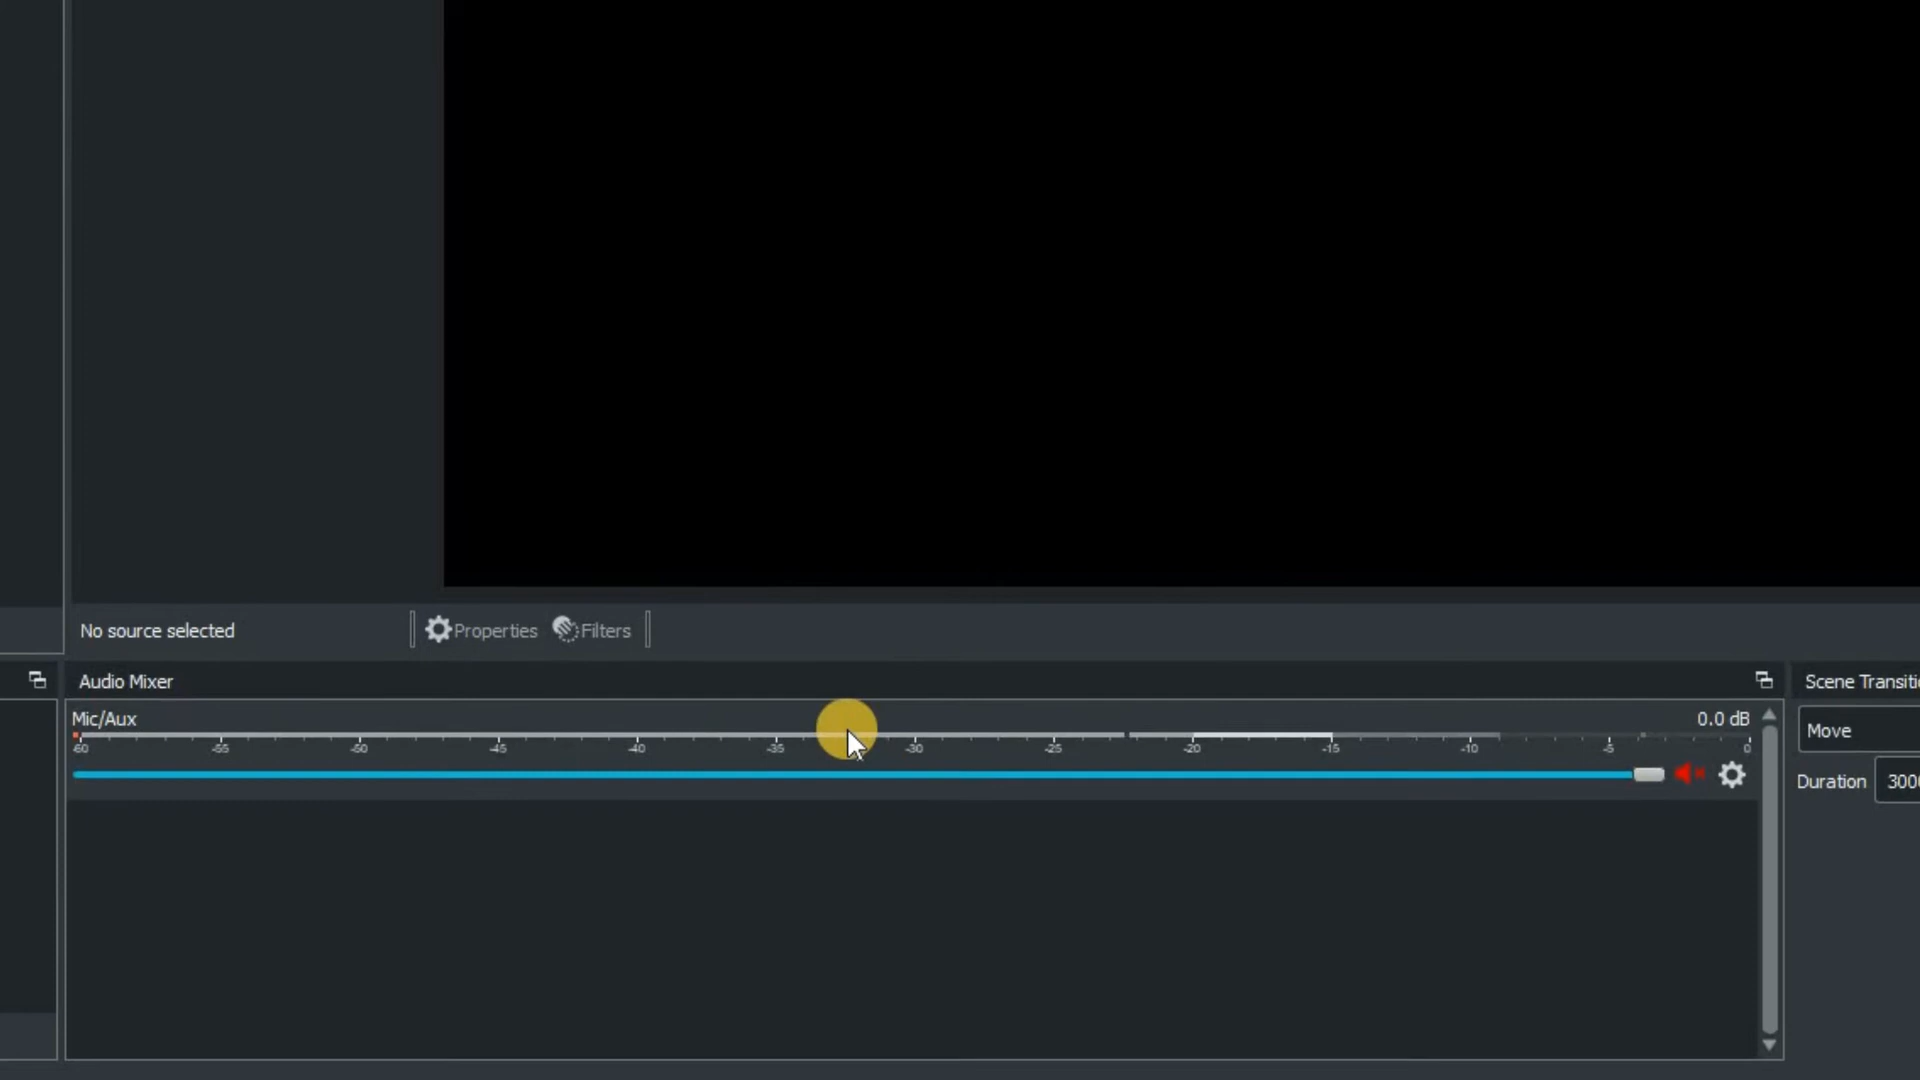 No source selected
Properties
Filters
Audio Mixer
Scene Transiti
Mic/Aux
0.0 dB
-60 -55 -50 -45 -40 -35 -30 -25 -20 -15 -10 -5 0
Move
Duration
300